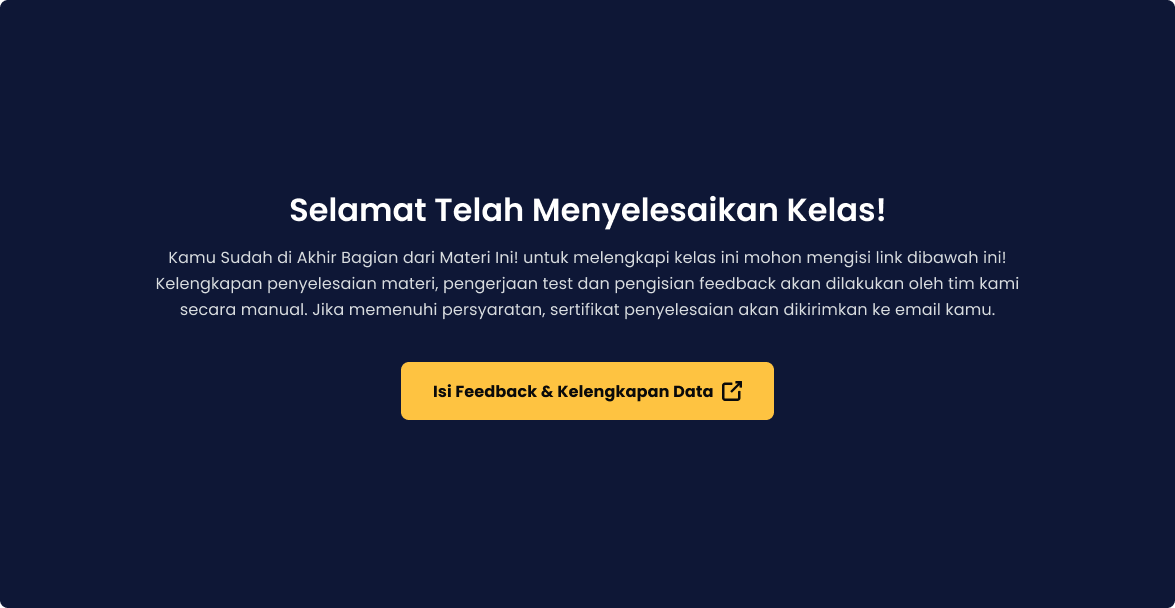 Selamat Telah Menyelesaikan Kelas!
Kamu Sudah di Akhir Bagian dari Materi Ini! untuk melengkapi kelas ini mohon mengisi link dibawah ini!
Kelengkapan penyelesaian materi, pengerjaan test dan pengisian feedback akan dilakukan oleh tim kami
secara manual. Jika memenuhi persyaratan, sertifikat penyelesaian akan dikirimkan ke email kamu.
Isi Feedback & Kelengkapan Data